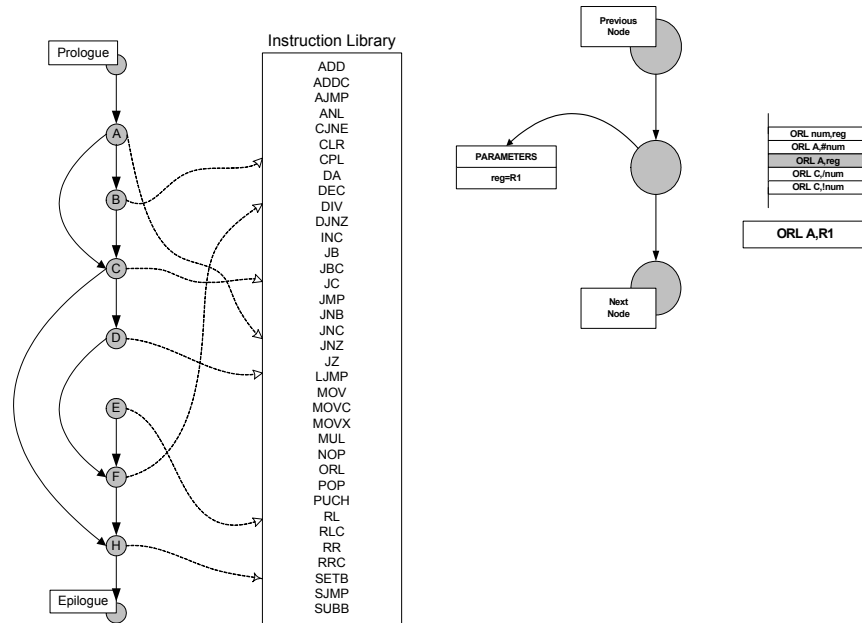 Prologue
A
B
C
D
E
F
H
Epilogue
Instruction Library
ADD
ADDC
AJMP
ANL
CJNE
CLR
CPL
DA
DEC
DIV
DJNZ
INC
JB
JBC
JC
JMP
JNB
JNC
JNZ
JZ
LJMP
MOV
MOVC
MOVX
MUL
NOP
ORL
POP
PUCH
RL
RLC
RR
RRC
SETB
SJMP
SUBB
Previous
Node
PARAMETERS
reg=R1
Next
Node
ORL num,reg
ORL A,#num
ORL A,reg
ORL C,/num
ORL C,!num
ORL A,R1